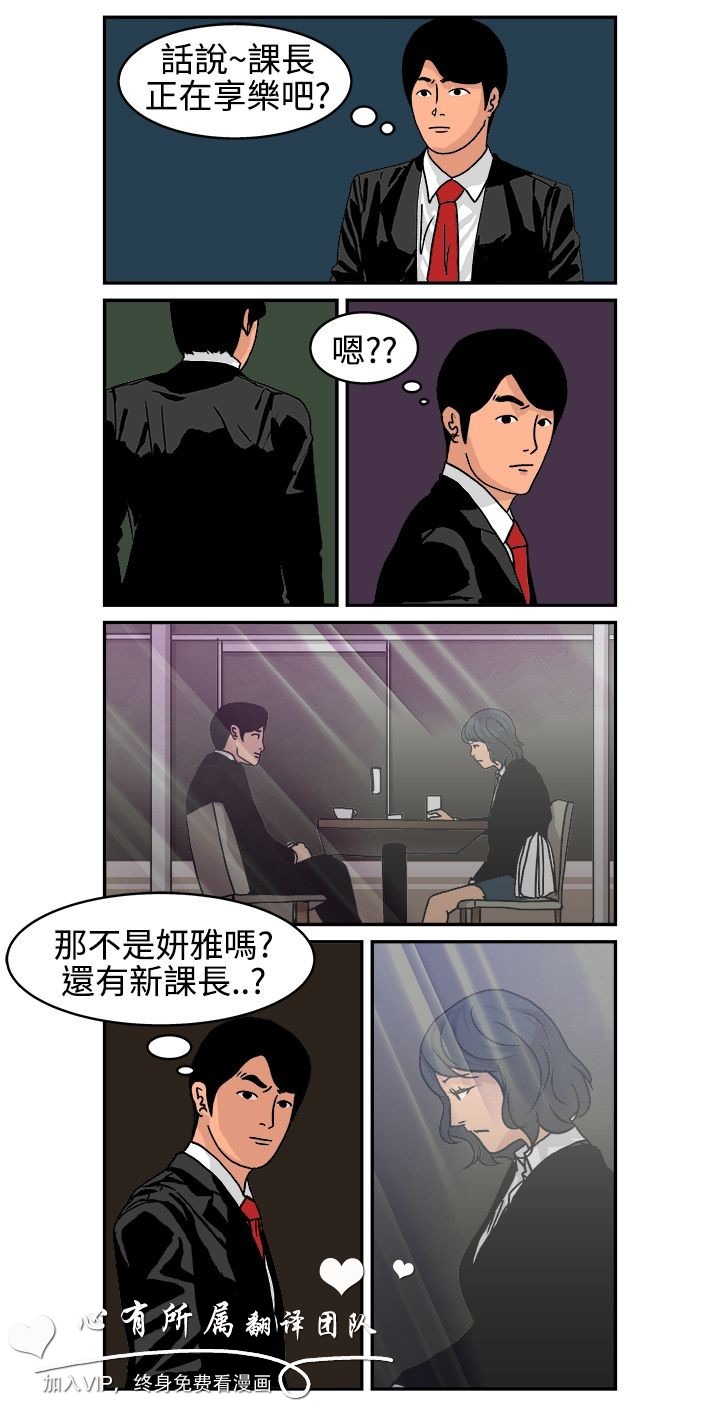 話說~課長
正在享樂吧?
嗯??
那不是妍雅嗎?
還有新課長..?
心有所属翻译团队
加入VIP，终身免费看漫画